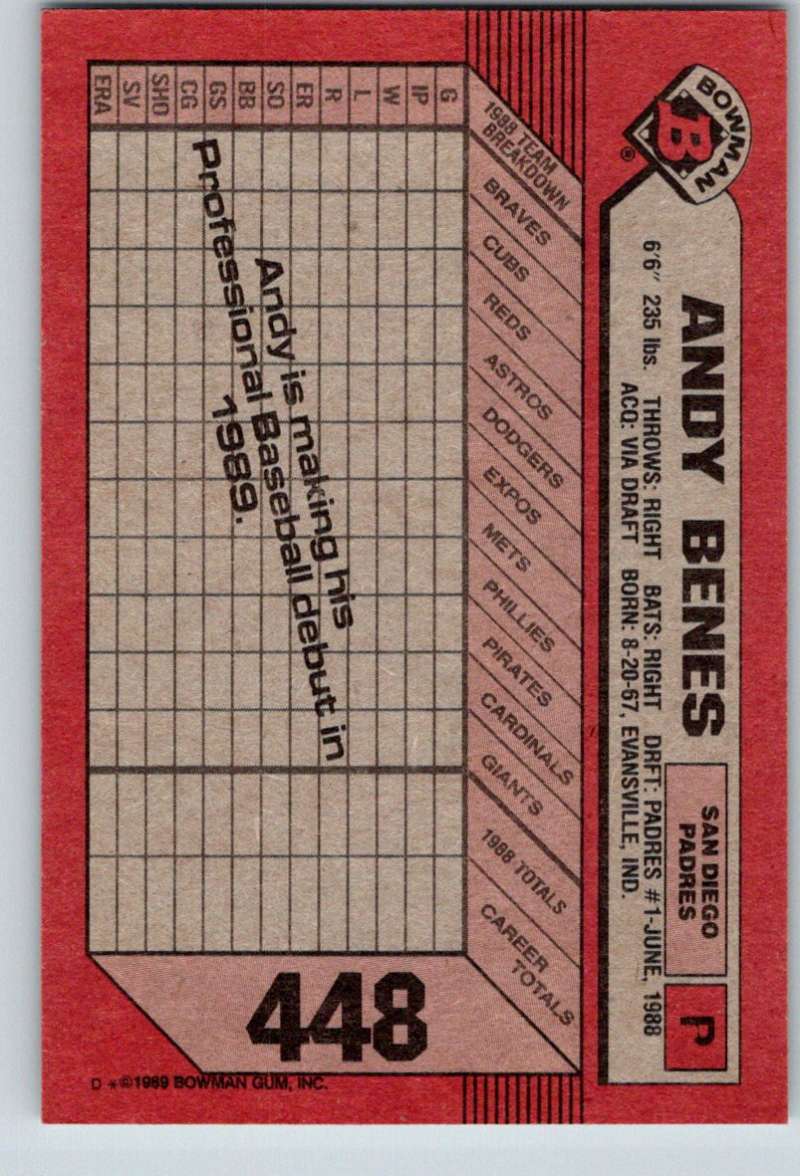 BOWMAN
B
®
ANDY BENES
SAN DIEGO
PADRES
P
6'6" 235 lbs. THROWS: RIGHT BATS: RIGHT DRFT: PADRES #1-JUNE, 1988
ACQ: VIA DRAFT BORN: 8-20-67, EVANSVILLE, IND.
1988 TEAM
BREAKDOWN
BRAVES
CUBS
REDS
ASTROS
DODGERS
EXPOS
METS
PHILLIES
PIRATES
CARDINALS
GIANTS
1988 TOTALS
CAREER
TOTALS
G
IP
W
L
R
ER
SO
BB
GS
CG
SHO
SV
ERA
Andy is making his
Professional Baseball debut in
1989.
448
D *©1989 BOWMAN GUM, INC.